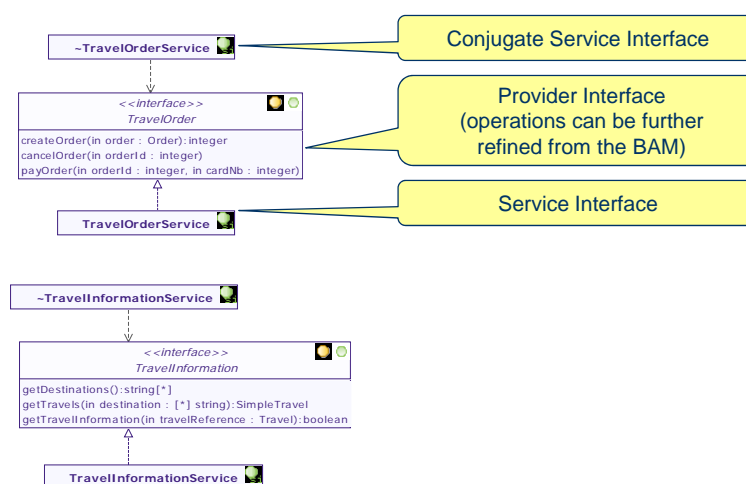 ~TravelOrderService
Conjugate Service Interface
<<interface>>
TravelOrder
createOrder(in order : Order):integer
cancelOrder(in orderId : integer)
payOrder(in orderId : integer, in cardNb : integer)
Provider Interface
(operations can be further
refined from the BAM)
TravelOrderService
Service Interface
~TravelInformationService
<<interface>>
TravelInformation
getDestinations():string[*]
getTravels(in destination : [*] string):SimpleTravel
getTravelInformation(in travelReference : Travel):boolean
TravelInformationService